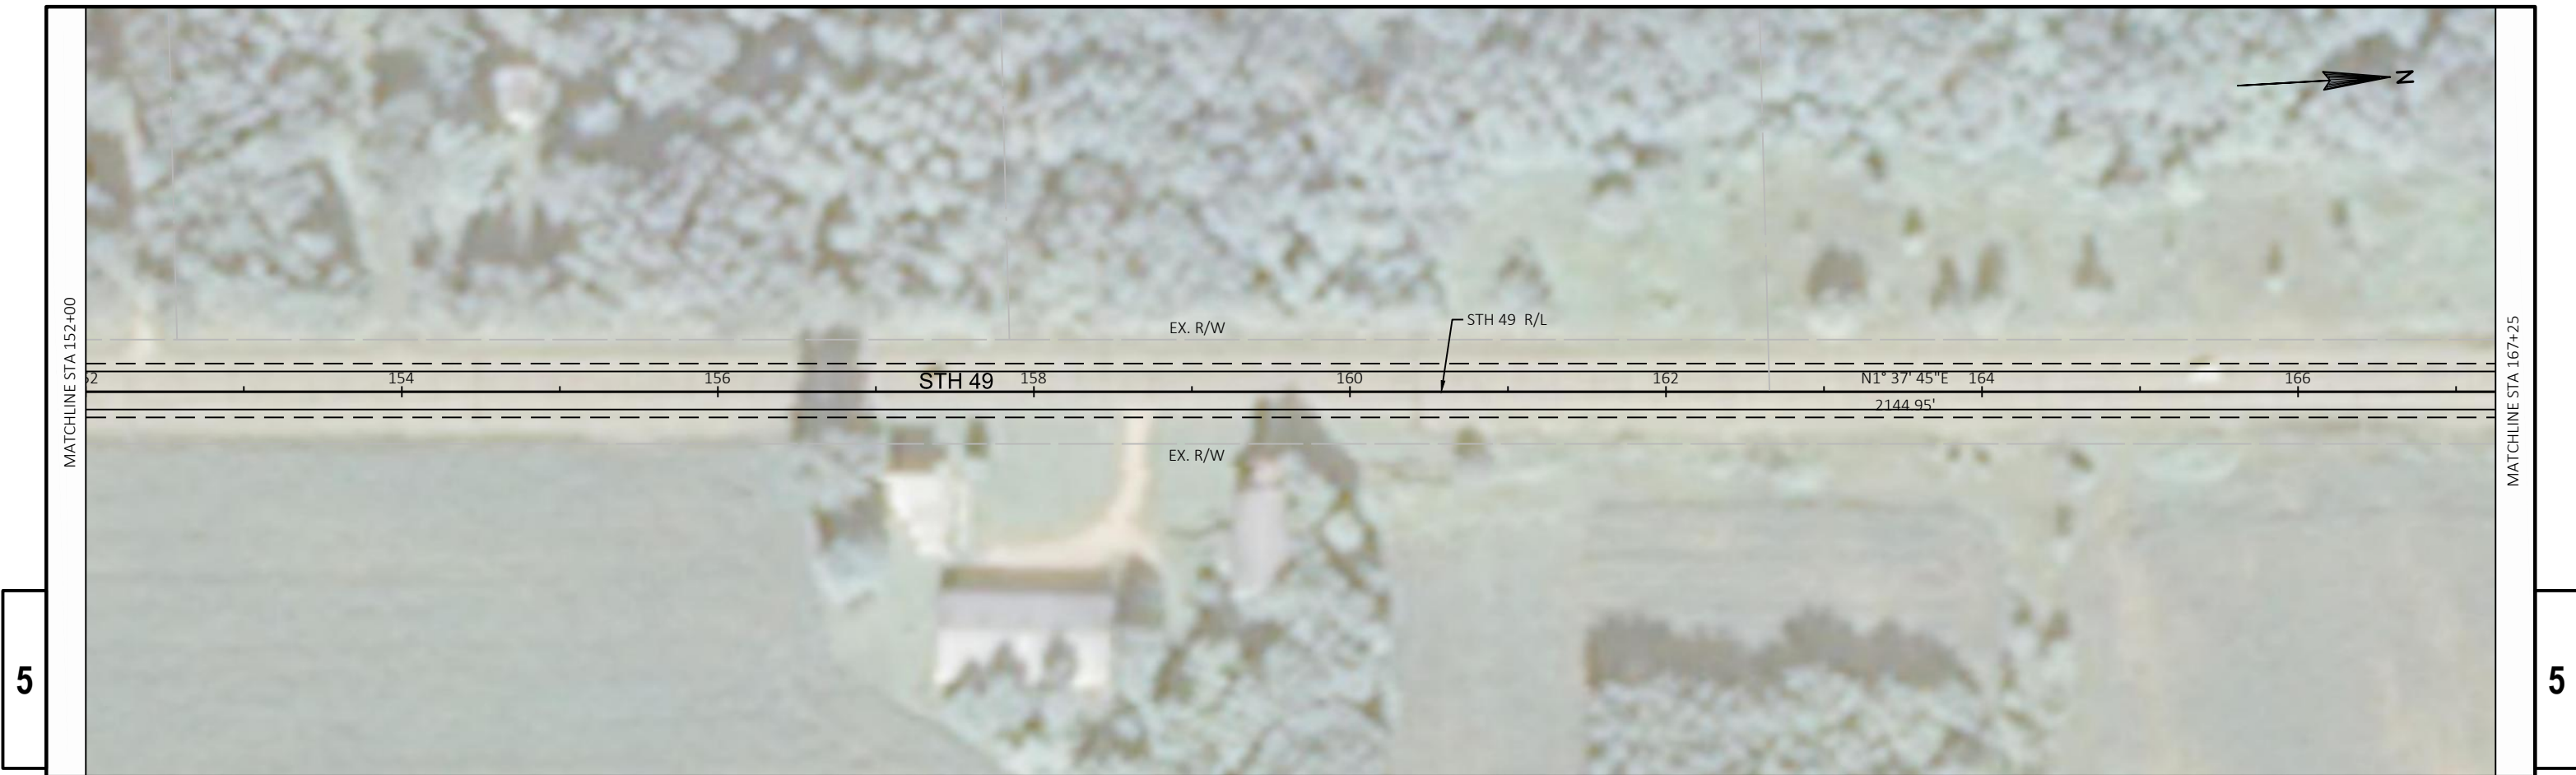 N
MATCHLINE STA 152+00
EX. R/W
STH 49 R/L
52 154 156 STH 49 158 160 162 N1° 37' 45"E 164 166
2144.95'
EX. R/W
MATCHLINE STA 167+25
5
5